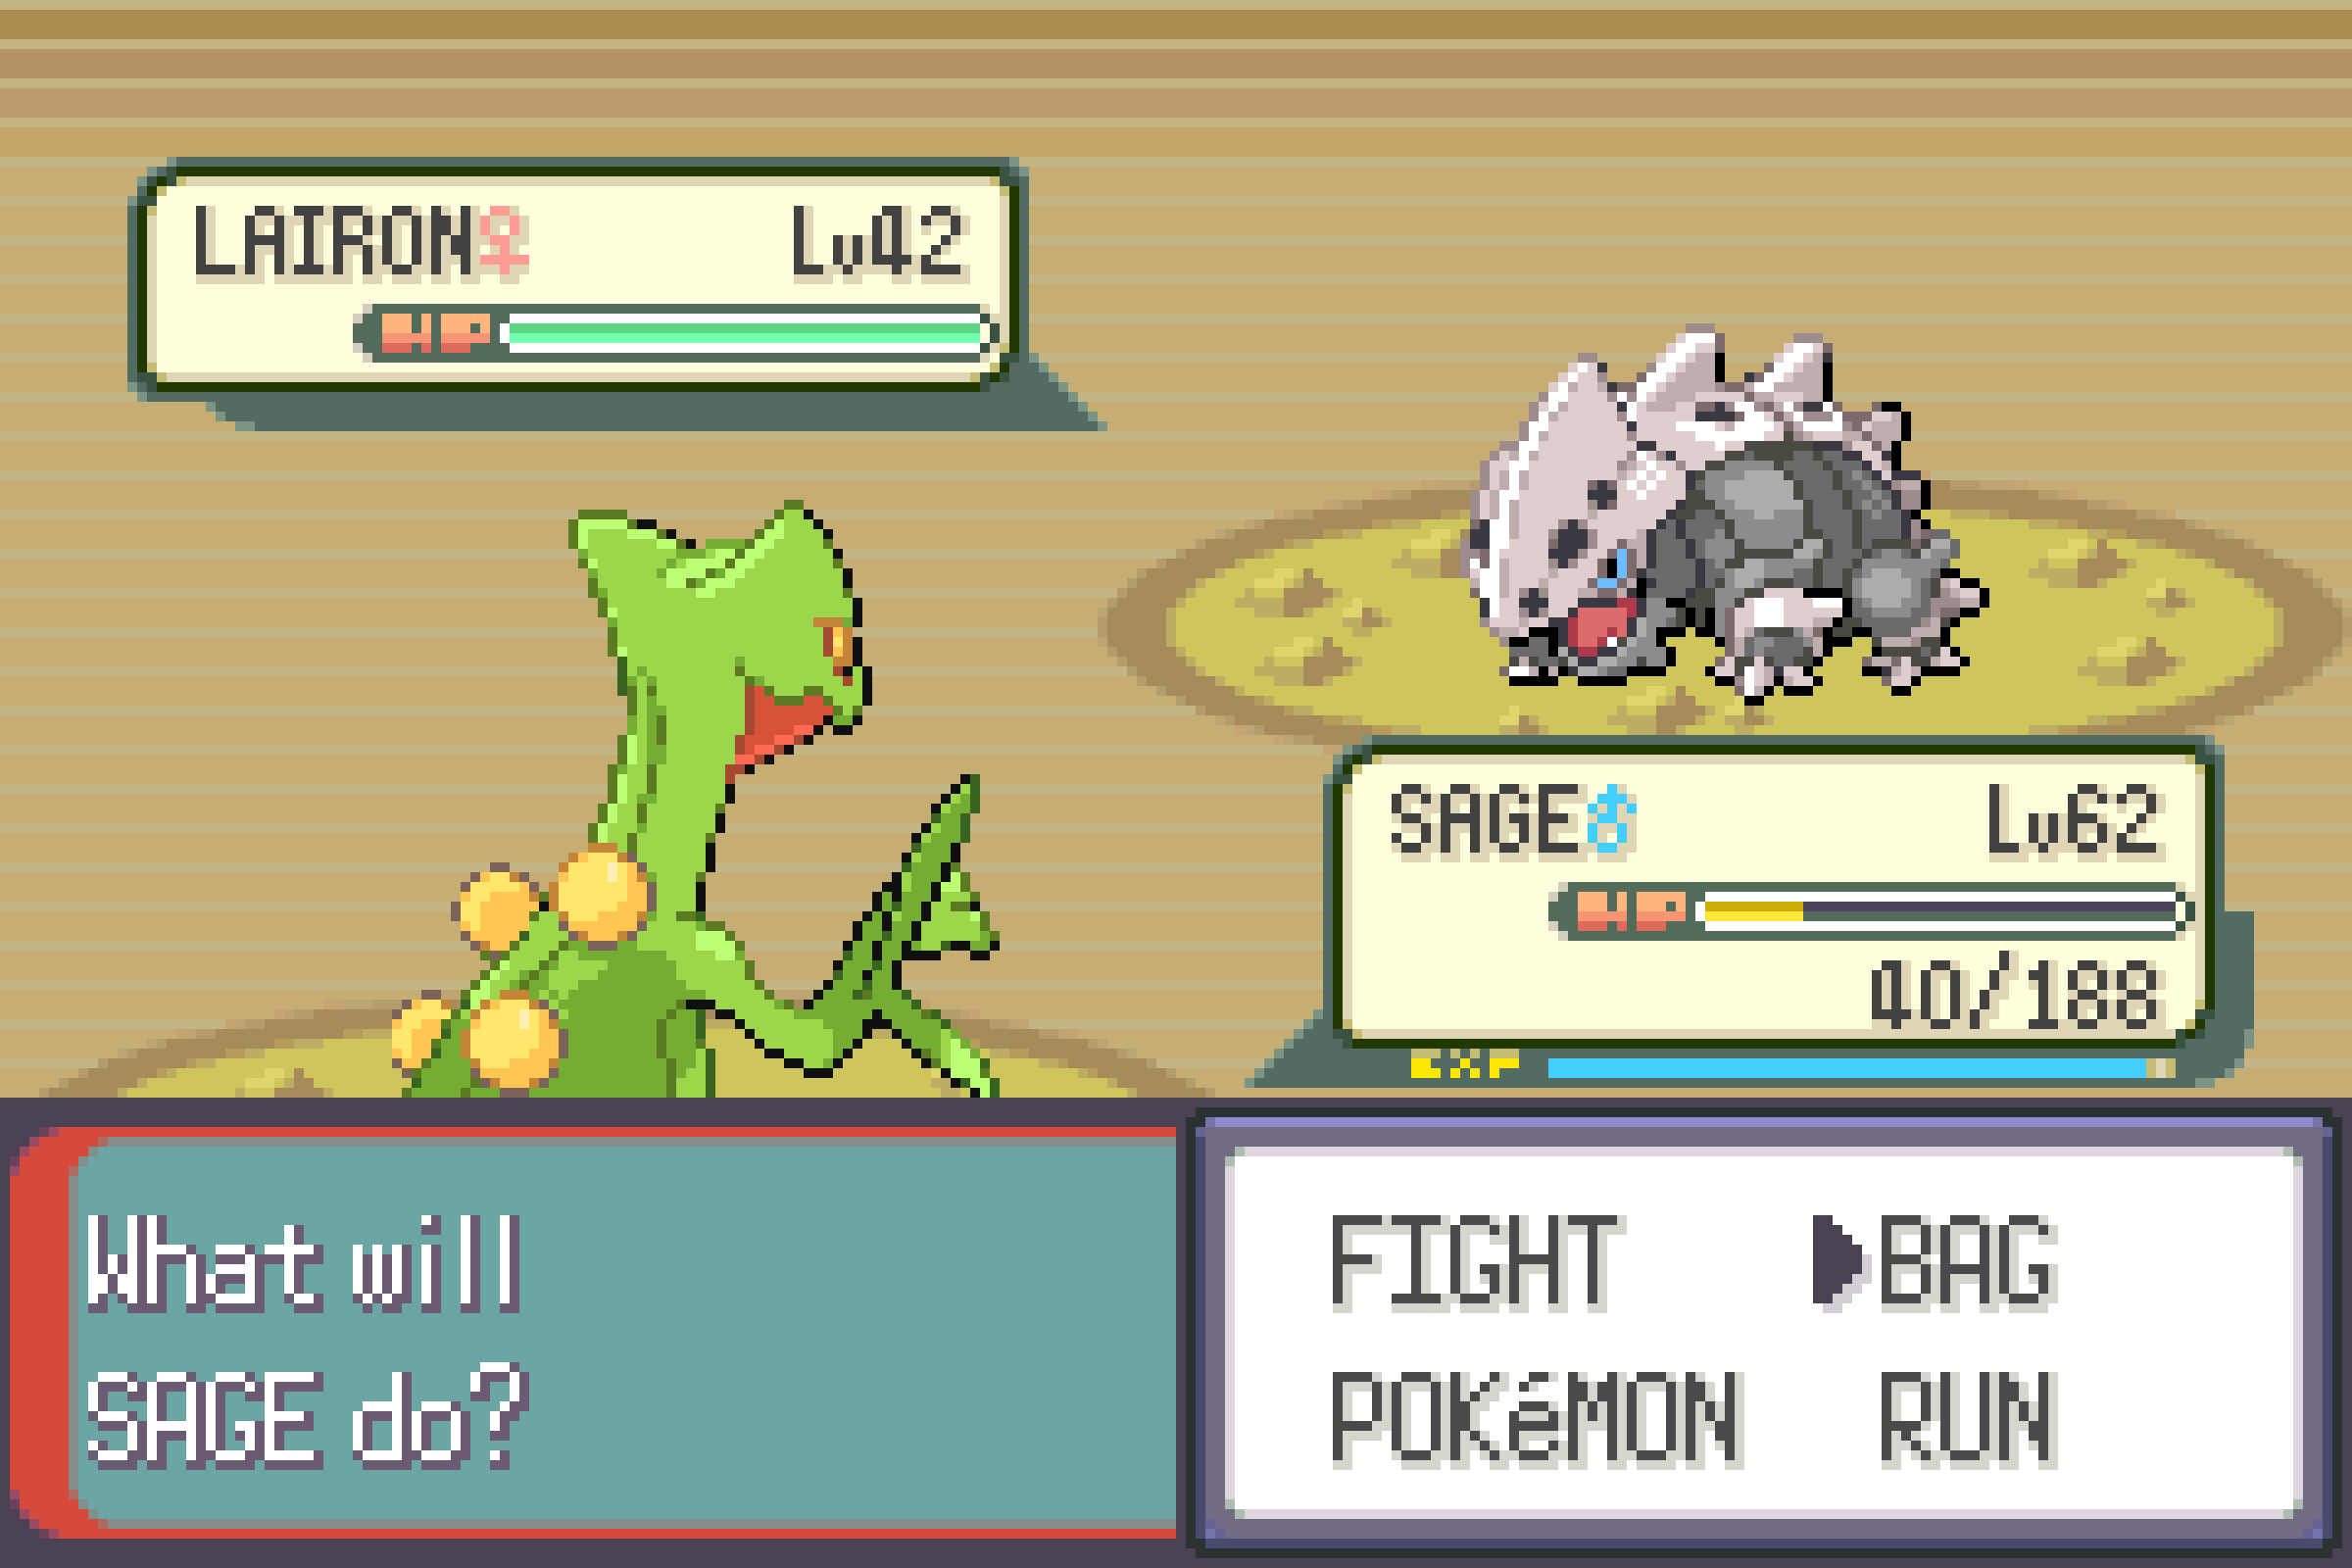 LAIRON♀ Lv42
HP
SAGE♂ Lv62
HP
40/188
EXP
What will
SAGE do?
FIGHT ▶BAG
POKéMON RUN